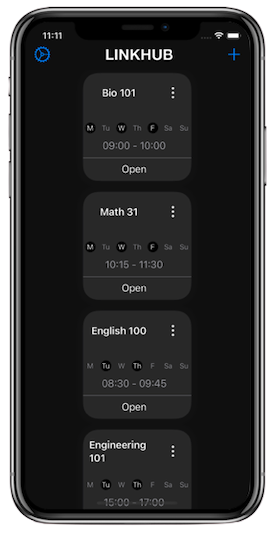 11:11
LINKHUB
Bio 101
M Tu W Th F Sa Su
09:00 - 10:00
Open
Math 31
M Tu W Th F Sa Su
10:15 - 11:30
Open
English 100
M Tu W Th F Sa Su
08:30 - 09:45
Open
Engineering
101
M Tu W Th F Sa Su
15:00 - 17:00